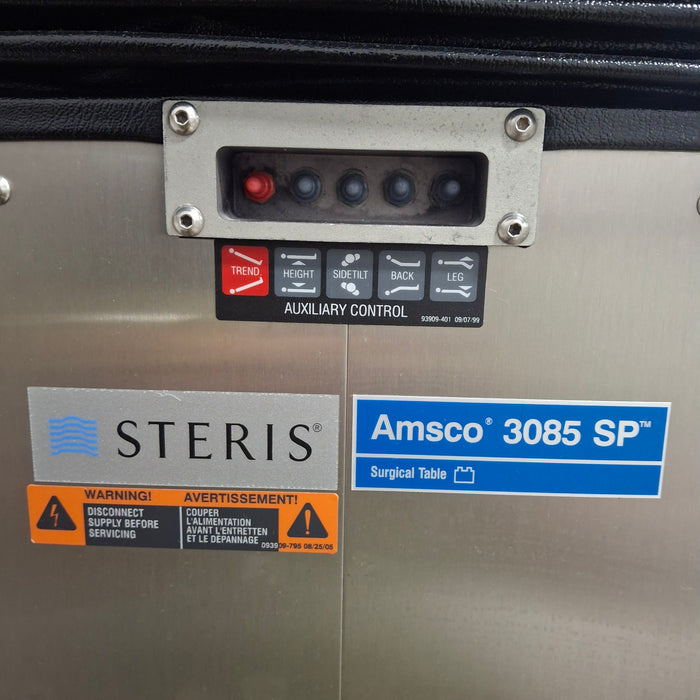 TREND
HEIGHT
SIDETILT
BACK
LEG
AUXILIARY CONTROL
93909-401 09/07/99
STERIS®
Amsco® 3085 SP™
Surgical Table
WARNING!
DISCONNECT
SUPPLY BEFORE
SERVICING
AVERTISSEMENT!
COUPER
L'ALIMENTATION
AVANT L'ENTRETIEN
ET LE DÉPANNAGE
093909-795 08/25/05